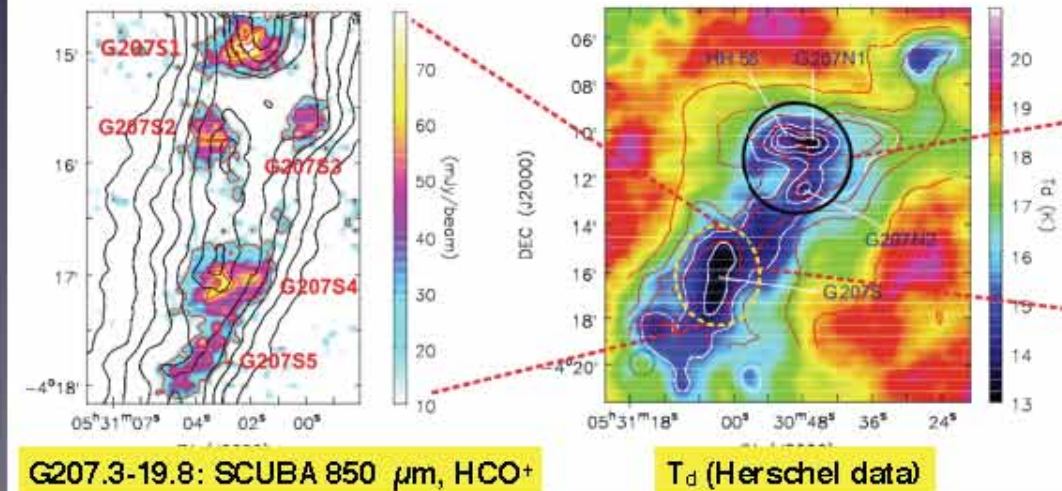 G207S1
G207S2
G207S3
G207S4
G207S5
15'
16'
17'
-4°18'
05ʰ31ᵐ07ˢ 04ˢ 02ˢ 00ˢ
70
60
50
40
30
20
10
(mJy/beam)
G207.3-19.8: SCUBA 850 μm, HCO⁺
DEC (J2000)
06'
08'
10'
12'
14'
16'
18'
-4°20'
HH 58
G207N1
G207N2
G207S
05ʰ31ᵐ18ˢ 00ˢ 30ᵐ48ˢ 36ˢ 24ˢ
20
19
18
17
16
15
14
13
T_d (K)
T_d (Herschel data)